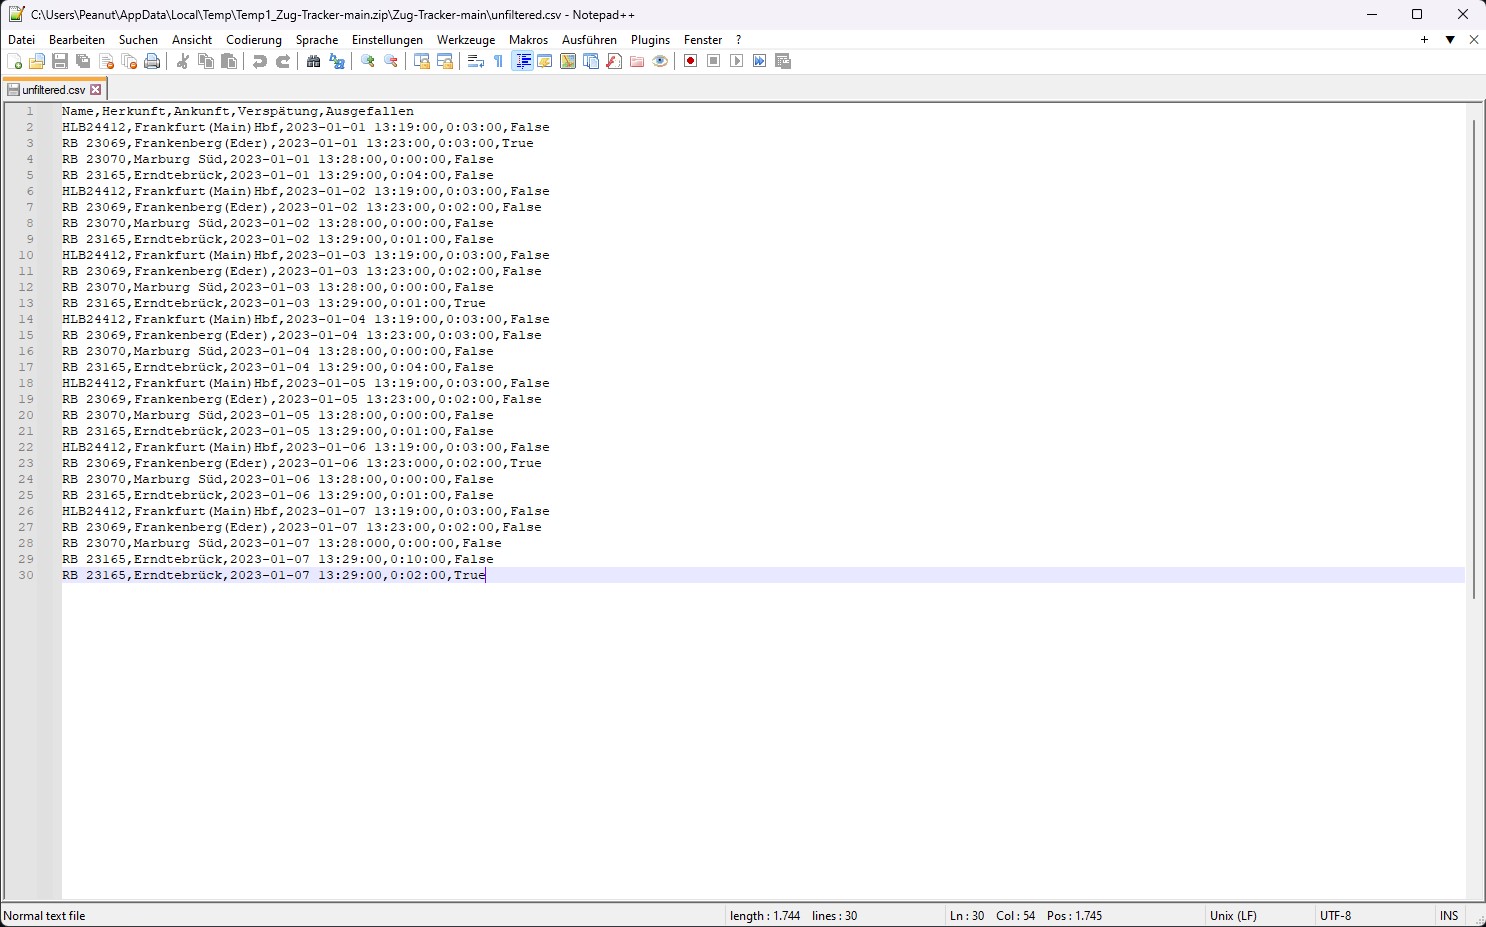 C:\Users\Peanut\AppData\Local\Temp\Temp1_Zug-Tracker-main.zip\Zug-Tracker-main\unfiltered.csv - Notepad++
Datei Bearbeiten Suchen Ansicht Codierung Sprache Einstellungen Werkzeuge Makros Ausführen Plugins Fenster ?
unfiltered.csv
1 Name,Herkunft,Ankunft,Verspätung,Ausgefallen
2 HLB24412,Frankfurt(Main)Hbf,2023-01-01 13:19:00,0:03:00,False
3 RB 23069,Frankenberg(Eder),2023-01-01 13:23:00,0:03:00,True
4 RB 23070,Marburg Süd,2023-01-01 13:28:00,0:00:00,False
5 RB 23165,Erndtebrück,2023-01-01 13:29:00,0:04:00,False
6 HLB24412,Frankfurt(Main)Hbf,2023-01-02 13:19:00,0:03:00,False
7 RB 23069,Frankenberg(Eder),2023-01-02 13:23:00,0:02:00,False
8 RB 23070,Marburg Süd,2023-01-02 13:28:00,0:00:00,False
9 RB 23165,Erndtebrück,2023-01-02 13:29:00,0:01:00,False
10 HLB24412,Frankfurt(Main)Hbf,2023-01-03 13:19:00,0:03:00,False
11 RB 23069,Frankenberg(Eder),2023-01-03 13:23:00,0:02:00,False
12 RB 23070,Marburg Süd,2023-01-03 13:28:00,0:00:00,False
13 RB 23165,Erndtebrück,2023-01-03 13:29:00,0:01:00,True
14 HLB24412,Frankfurt(Main)Hbf,2023-01-04 13:19:00,0:03:00,False
15 RB 23069,Frankenberg(Eder),2023-01-04 13:23:00,0:03:00,False
16 RB 23070,Marburg Süd,2023-01-04 13:28:00,0:00:00,False
17 RB 23165,Erndtebrück,2023-01-04 13:29:00,0:04:00,False
18 HLB24412,Frankfurt(Main)Hbf,2023-01-05 13:19:00,0:03:00,False
19 RB 23069,Frankenberg(Eder),2023-01-05 13:23:00,0:02:00,False
20 RB 23070,Marburg Süd,2023-01-05 13:28:00,0:00:00,False
21 RB 23165,Erndtebrück,2023-01-05 13:29:00,0:01:00,False
22 HLB24412,Frankfurt(Main)Hbf,2023-01-06 13:19:00,0:03:00,False
23 RB 23069,Frankenberg(Eder),2023-01-06 13:23:000,0:02:00,True
24 RB 23070,Marburg Süd,2023-01-06 13:28:00,0:00:00,False
25 RB 23165,Erndtebrück,2023-01-06 13:29:00,0:01:00,False
26 HLB24412,Frankfurt(Main)Hbf,2023-01-07 13:19:00,0:03:00,False
27 RB 23069,Frankenberg(Eder),2023-01-07 13:23:00,0:02:00,False
28 RB 23070,Marburg Süd,2023-01-07 13:28:000,0:00:00,False
29 RB 23165,Erndtebrück,2023-01-07 13:29:00,0:10:00,False
30 RB 23165,Erndtebrück,2023-01-07 13:29:00,0:02:00,True
Normal text file length : 1.744 lines : 30 Ln : 30 Col : 54 Pos : 1.745 Unix (LF) UTF-8 INS